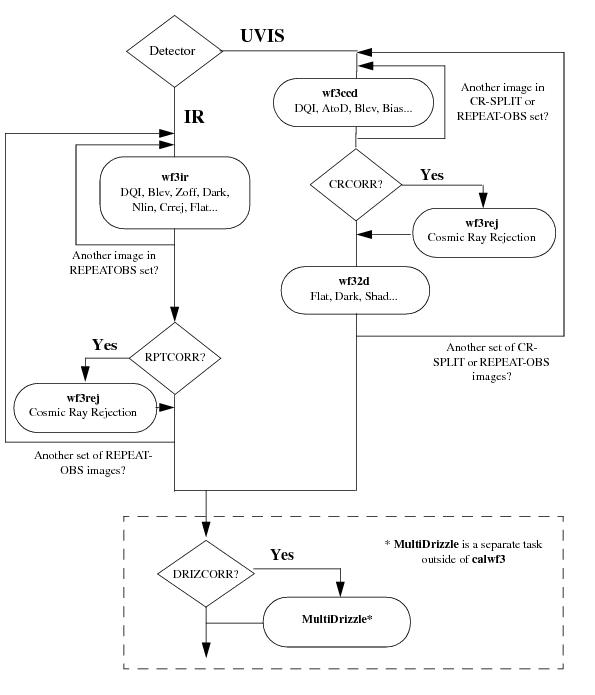 Detector
UVIS
IR
wf3ccd
DQI, AtoD, Blev, Bias...
Another image in
CR-SPLIT or
REPEAT-OBS set?
CRCORR?
Yes
wf3rej
Cosmic Ray Rejection
wf32d
Flat, Dark, Shad...
Another set of CR-
SPLIT or REPEAT-OBS
images?
wf3ir
DQI, Blev, Zoff, Dark,
Nlin, Crrej, Flat...
Another image in
REPEATOBS set?
RPTCORR?
Yes
wf3rej
Cosmic Ray Rejection
Another set of REPEAT-
OBS images?
DRIZCORR?
Yes
MultiDrizzle*
* MultiDrizzle is a separate task
outside of calwf3